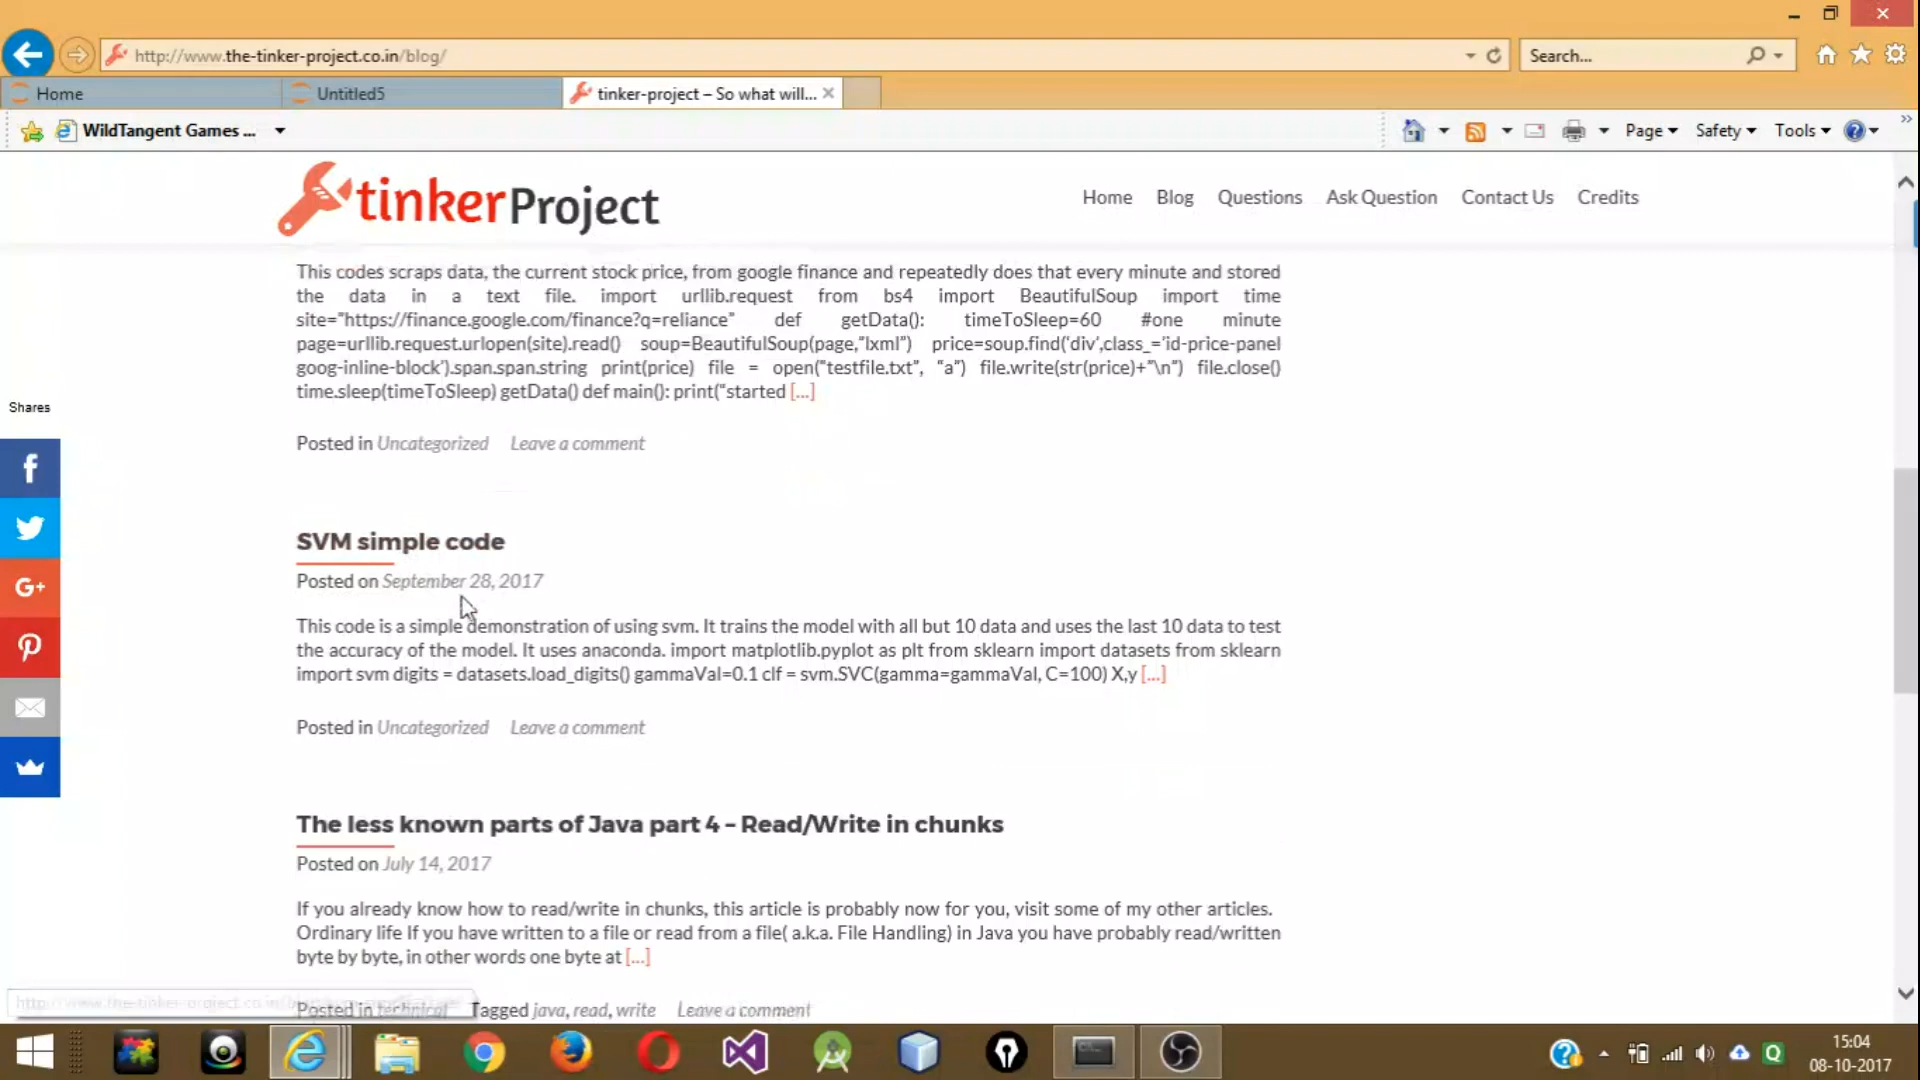 http://www.the-tinker-project.co.in/blog/
Search...
Home
Untitled5
tinker-project – So what will...
WildTangent Games ...
Page
Safety
Tools
tinkerProject
Home
Blog
Questions
Ask Question
Contact Us
Credits
This codes scraps data, the current stock price, from google finance and repeatedly does that every minute and stored
the data in a text file. import urllib.request from bs4 import BeautifulSoup import time
site="https://finance.google.com/finance?q=reliance” def getData(): timeToSleep=60 #one minute
page=urllib.request.urlopen(site).read() soup=BeautifulSoup(page,”lxml”) price=soup.find(‘div’,class_=’id-price-panel
goog-inline-block’).span.span.string print(price) file = open(“testfile.txt”, “a”) file.write(str(price)+”\n”) file.close()
time.sleep(timeToSleep) getData() def main(): print(“started [...]
Posted in Uncategorized Leave a comment
Shares
SVM simple code
Posted on September 28, 2017
This code is a simple demonstration of using svm. It trains the model with all but 10 data and uses the last 10 data to test
the accuracy of the model. It uses anaconda. import matplotlib.pyplot as plt from sklearn import datasets from sklearn
import svm digits = datasets.load_digits() gammaVal=0.1 clf = svm.SVC(gamma=gammaVal, C=100) X,y [...]
Posted in Uncategorized Leave a comment
The less known parts of Java part 4 – Read/Write in chunks
Posted on July 14, 2017
If you already know how to read/write in chunks, this article is probably now for you, visit some of my other articles.
Ordinary life If you have written to a file or read from a file( a.k.a. File Handling) in Java you have probably read/written
byte by byte, in other words one byte at [...]
Posted in technical Tagged java, read, write Leave a comment
15:04
08-10-2017